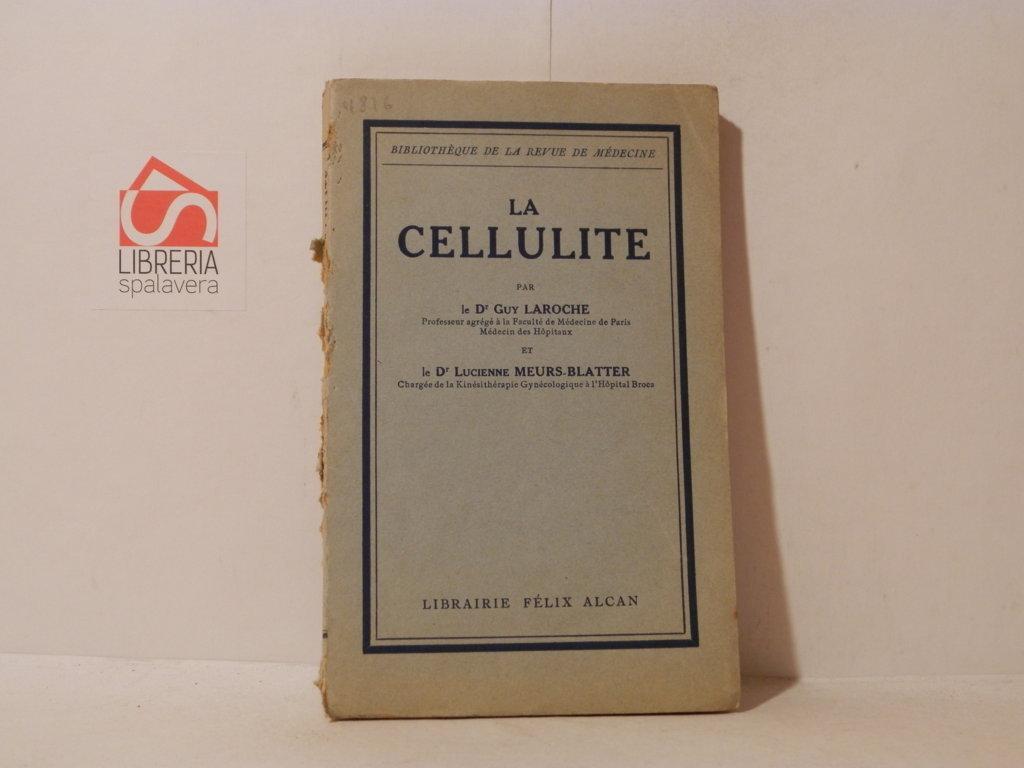 BIBLIOTHÈQUE DE LA REVUE DE MÉDECINE
LA
CELLULITE
PAR
le Dr GUY LAROCHE
Professeur agrégé à la Faculté de Médecine de Paris
Médecin des Hôpitaux
ET
le Dr LUCIENNE MEURS-BLATTER
Chargée de la Kinésithérapie Gynécologique à l'Hôpital Broca
LIBRAIRIE FÉLIX ALCAN
LIBRERIA
spalavera